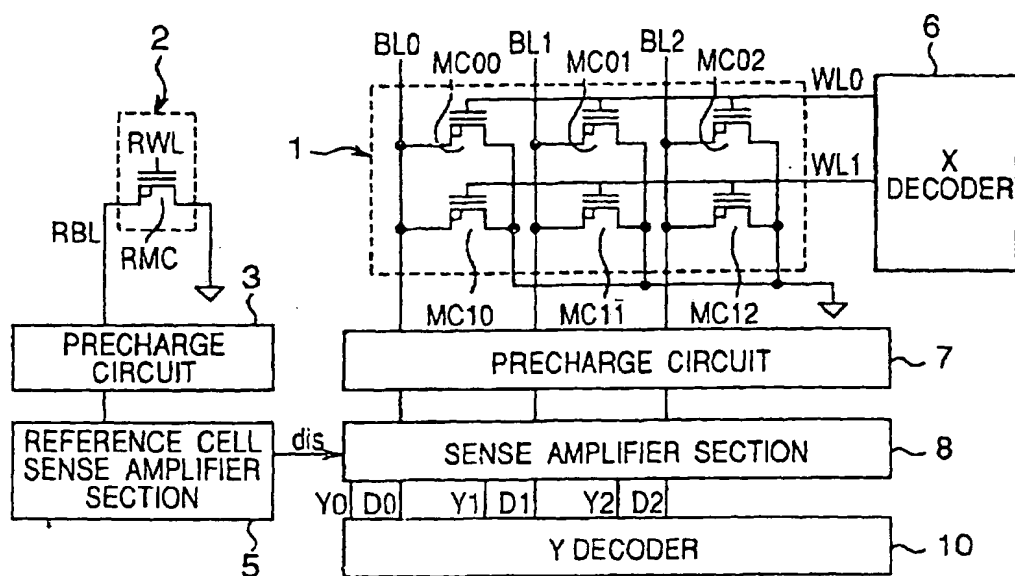 2
RWL
RBL
RMC
3
PRECHARGE
CIRCUIT
REFERENCE CELL
SENSE AMPLIFIER
SECTION
5
dis
BL0 BL1 BL2
MC00 MC01 MC02
1
WL0
WL1
6
X
DECODER
MC10 MC11 MC12
PRECHARGE CIRCUIT
7
SENSE AMPLIFIER SECTION
8
Y0 D0 Y1 D1 Y2 D2
Y DECODER
10